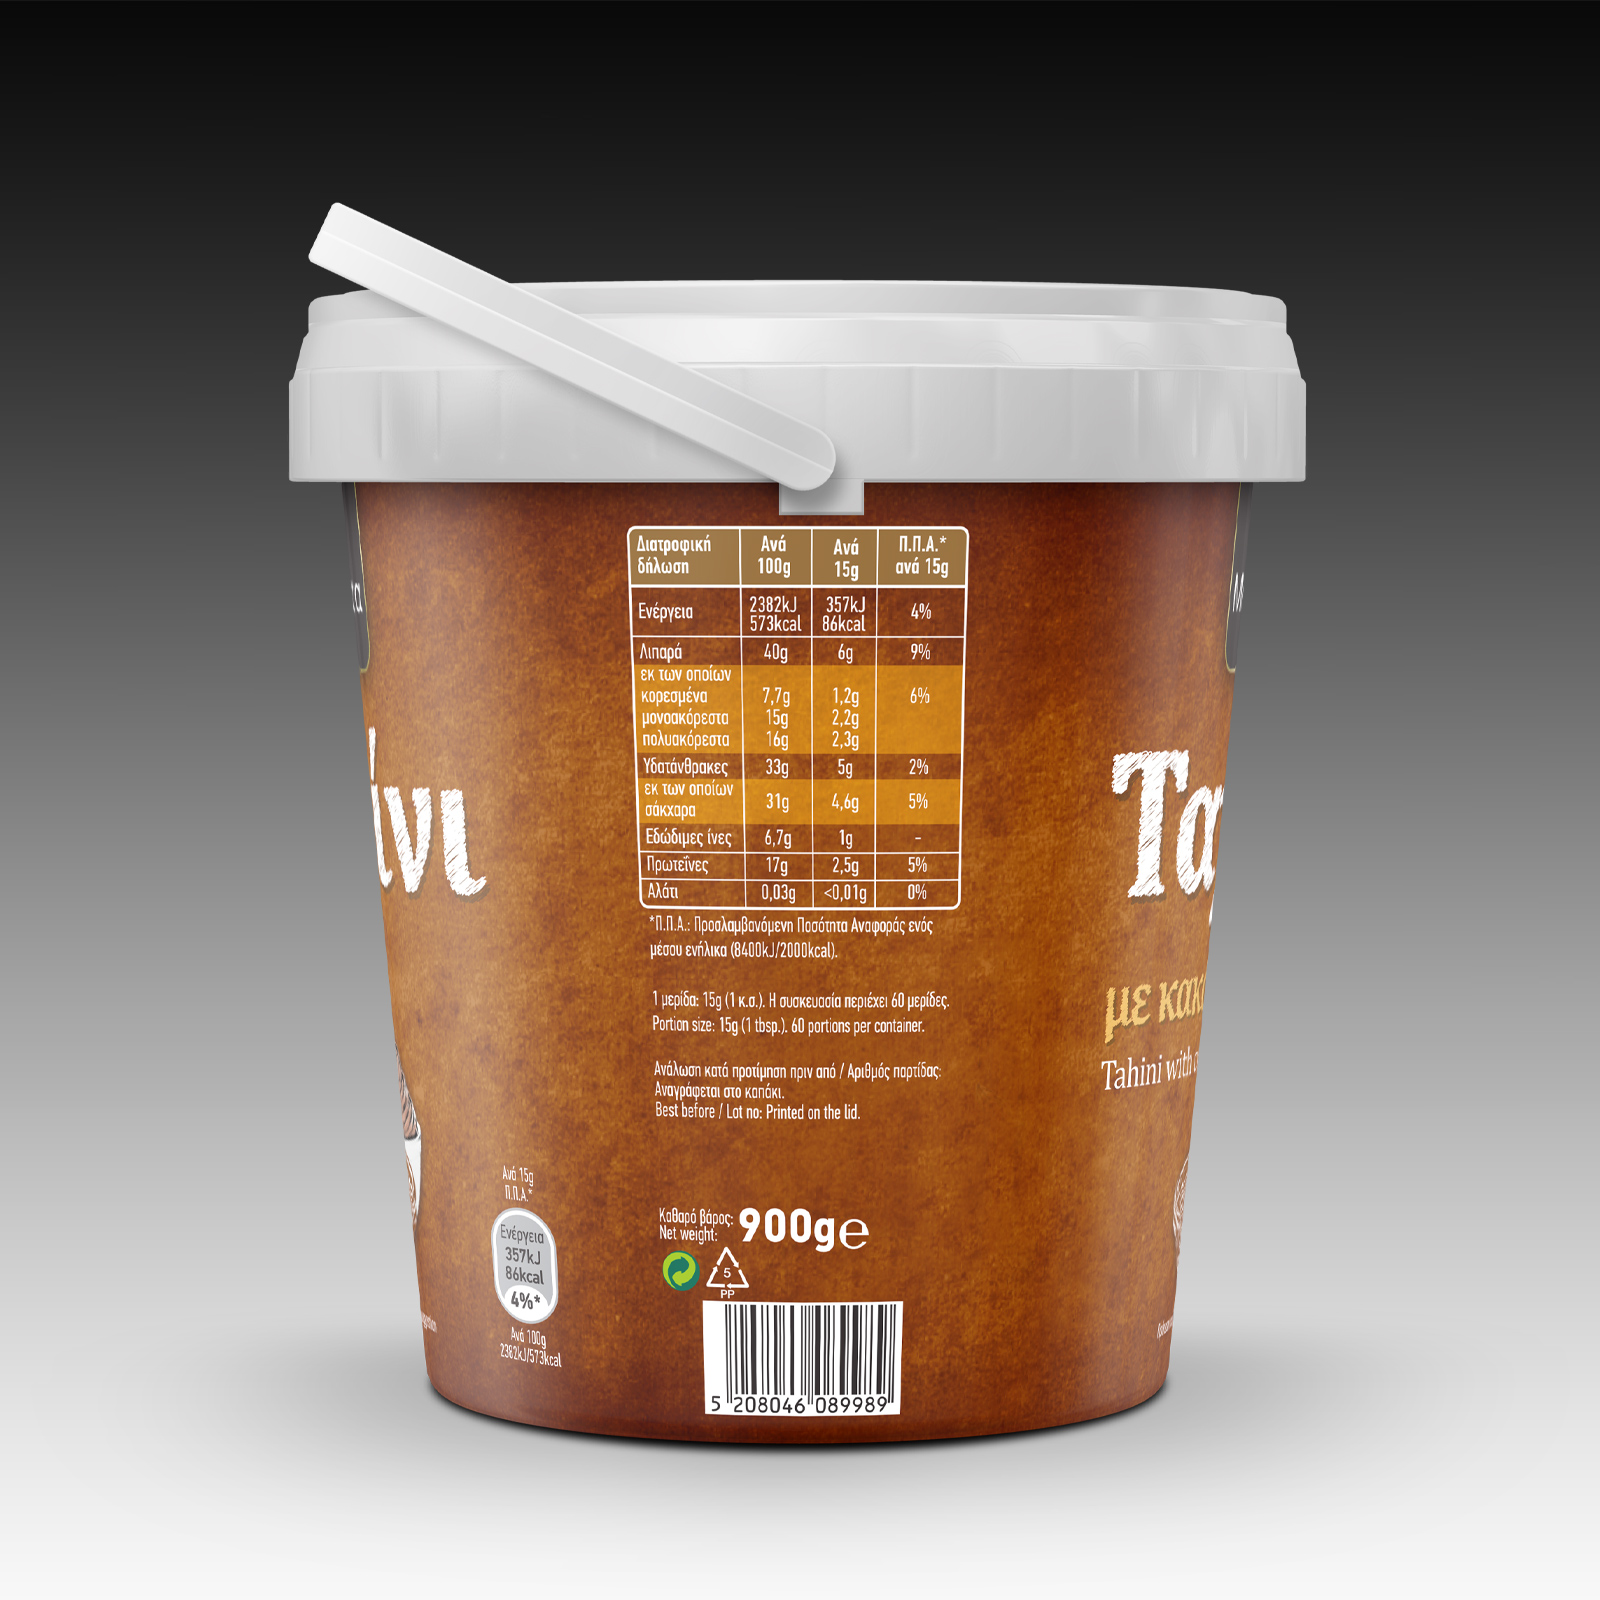 Διατροφική δήλωση Ανά 100g Ανά 15g Π.Π.Α.* ανά 15g
Ενέργεια 2382kJ 573kcal 357kJ 86kcal 4%
Λιπαρά 40g 6g 9%
εκ των οποίων
κορεσμένα 7,7g 1,2g 6%
μονοακόρεστα 15g 2,2g
πολυακόρεστα 16g 2,3g
Υδατάνθρακες 33g 5g 2%
εκ των οποίων σάκχαρα 31g 4,6g 5%
Εδώδιμες ίνες 6,7g 1g -
Πρωτεΐνες 17g 2,5g 5%
Αλάτι 0,03g <0,01g 0%
*Π.Π.Α.: Προσλαμβανόμενη Ποσότητα Αναφοράς ενός
μέσου ενήλικα (8400kJ/2000kcal).
1 μερίδα: 15g (1 κ.σ.). Η συσκευασία περιέχει 60 μερίδες.
Portion size: 15g (1 tbsp.). 60 portions per container.
Ανάλωση κατά προτίμηση πριν από / Αριθμός παρτίδας:
Αναγράφεται στο καπάκι.
Best before / Lot no: Printed on the lid.
Ανά 15g
Π.Π.Α.*
Ενέργεια
357kJ
86kcal
4%*
Ανά 100g
2382kJ/573kcal
Καθαρό βάρος:
Net weight: 900g℮
5
PP
5 208046 089989
ίνι
Ταχ
με κακ
Tahini with c